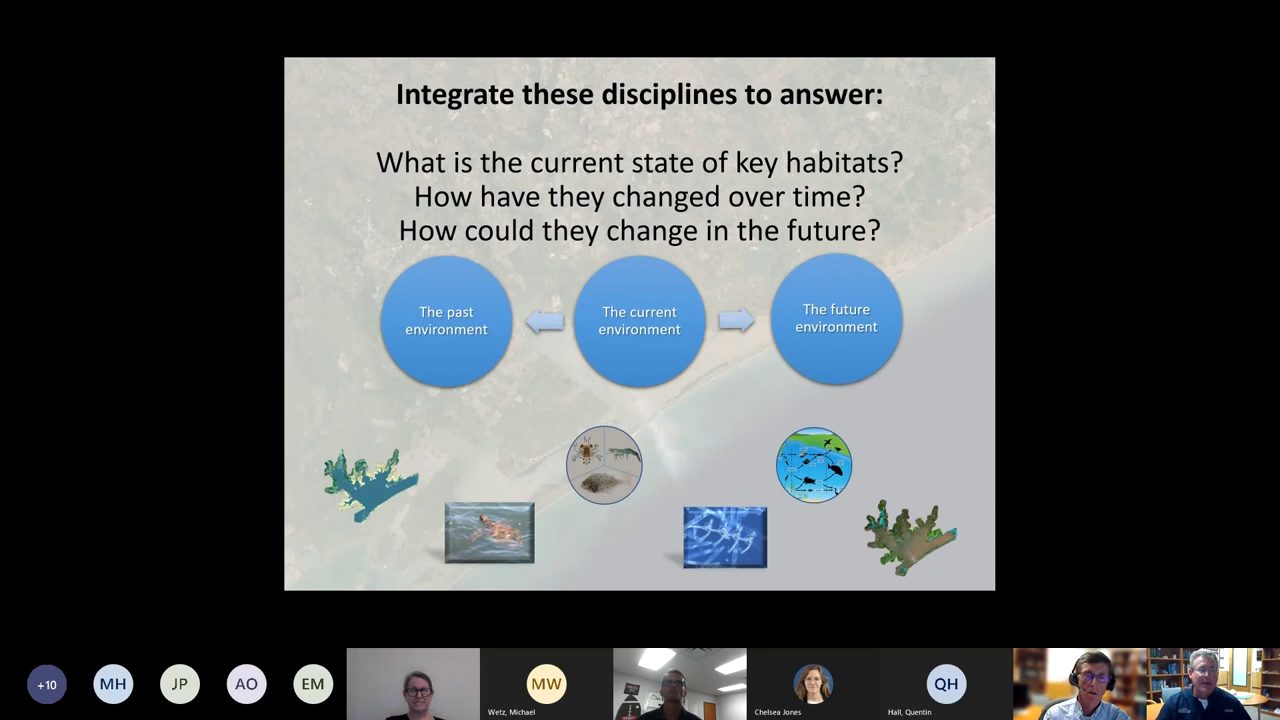 Integrate these disciplines to answer:
What is the current state of key habitats?
How have they changed over time?
How could they change in the future?
The past
environment
The current
environment
The future
environment
+10
MH
JP
AO
EM
MW
Wetz, Michael
Chelsea Jones
QH
Hall, Quentin